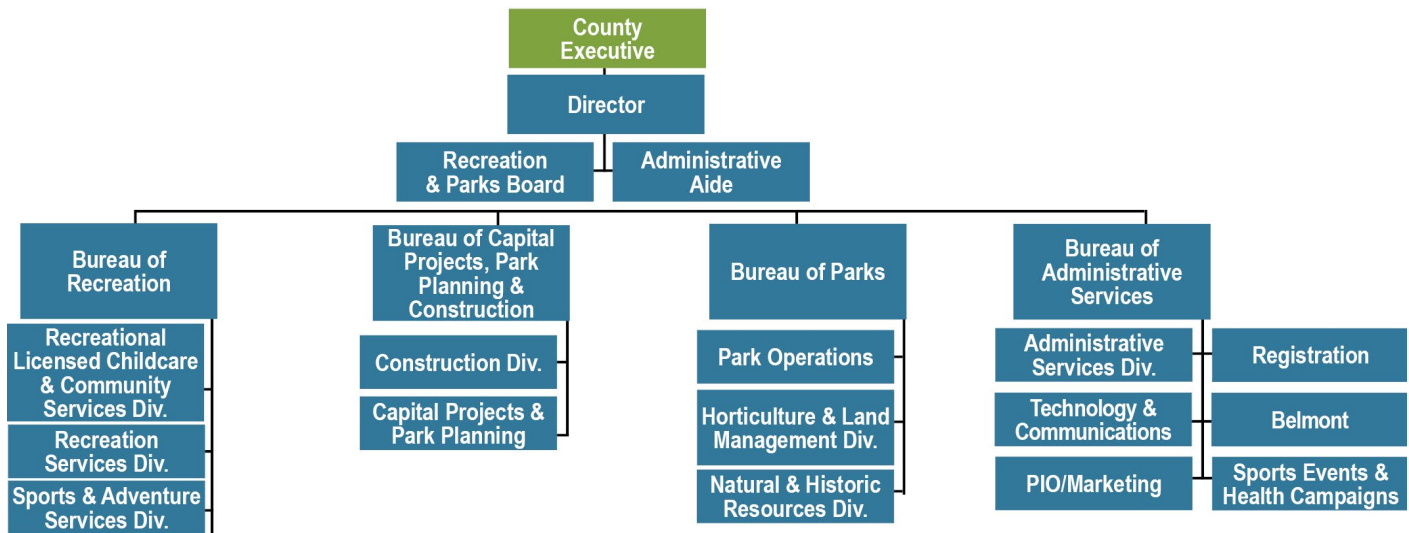 County
Executive
Director
Recreation
& Parks Board
Administrative
Aide
Bureau of
Recreation
Recreational
Licensed Childcare
& Community
Services Div.
Recreation
Services Div.
Sports & Adventure
Services Div.
Bureau of Capital
Projects, Park
Planning &
Construction
Construction Div.
Capital Projects &
Park Planning
Bureau of Parks
Park Operations
Horticulture & Land
Management Div.
Natural & Historic
Resources Div.
Bureau of
Administrative
Services
Administrative
Services Div.
Registration
Technology &
Communications
Belmont
PIO/Marketing
Sports Events &
Health Campaigns